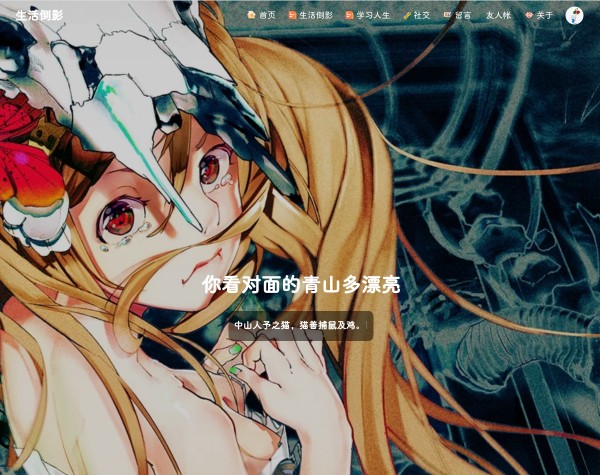 生活倒影
首页 生活倒影 学习人生 社交 留言 友人帐 关于
你看对面的青山多漂亮
中山人予之猫，猫善捕鼠及鸡。